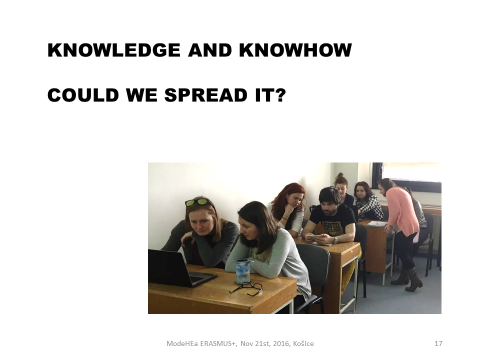 KNOWLEDGE AND KNOWHOW
COULD WE SPREAD IT?
ModeHEa ERASMUS+, Nov 21st, 2016, Košice
17